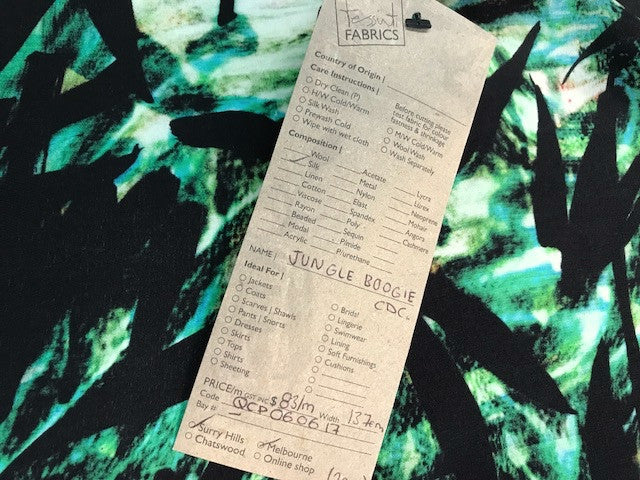 Tessuti
FABRICS
Country of Origin |
Care Instructions |
Dry Clean (P)
H/W Cold/Warm
Silk Wash
Prewash Cold
Wipe with wet cloth
Before cutting please
test fabric for colour
fastness & shrinkage
M/W Cold/Warm
Wool Wash
Wash Separately
Composition |
Wool Acetate Lycra
Silk Metal Lurex
Linen Nylon Neoprene
Cotton Elast Mohair
Viscose Spandex Angora
Rayon Poly Cashmere
Beaded Sequin
Modal Pinide
Acrylic P'urethane
NAME | JUNGLE BOOGIE
CDC.
Ideal For |
Jackets
Coats
Scarves | Shawls
Pants | Shorts
Dresses
Skirts
Tops
Shirts
Sheeting
Bridal
Lingerie
Swimwear
Lining
Soft Furnishings
Cushions
PRICE/m GST INC $ 83/m Width 137cm
Code QCP060617
Bay #
Surry Hills Melbourne
Chatswood Online shop